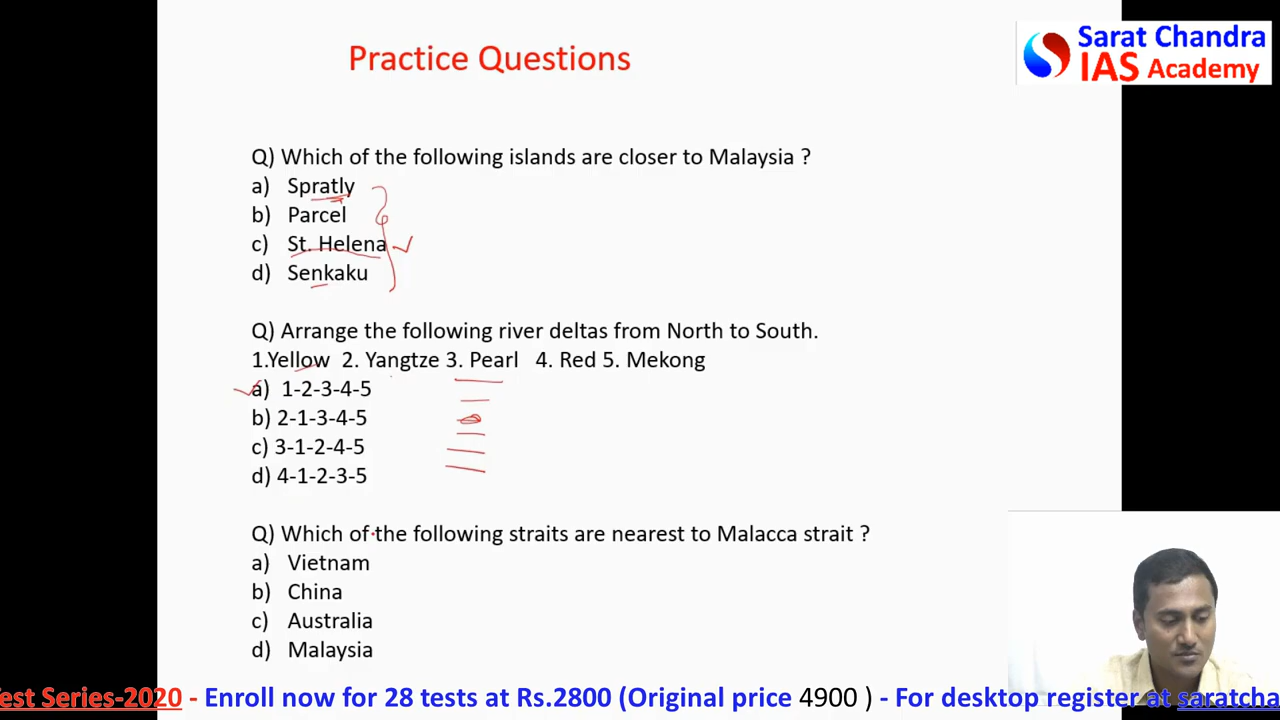 Practice Questions
Sarat Chandra
IAS Academy
Q) Which of the following islands are closer to Malaysia ?
a) Spratly
b) Parcel
c) St. Helena
d) Senkaku
Q) Arrange the following river deltas from North to South.
1.Yellow 2. Yangtze 3. Pearl 4. Red 5. Mekong
a) 1-2-3-4-5
b) 2-1-3-4-5
c) 3-1-2-4-5
d) 4-1-2-3-5
Q) Which of the following straits are nearest to Malacca strait ?
a) Vietnam
b) China
c) Australia
d) Malaysia
Test Series-2020 - Enroll now for 28 tests at Rs.2800 (Original price 4900 ) - For desktop register at saratcha